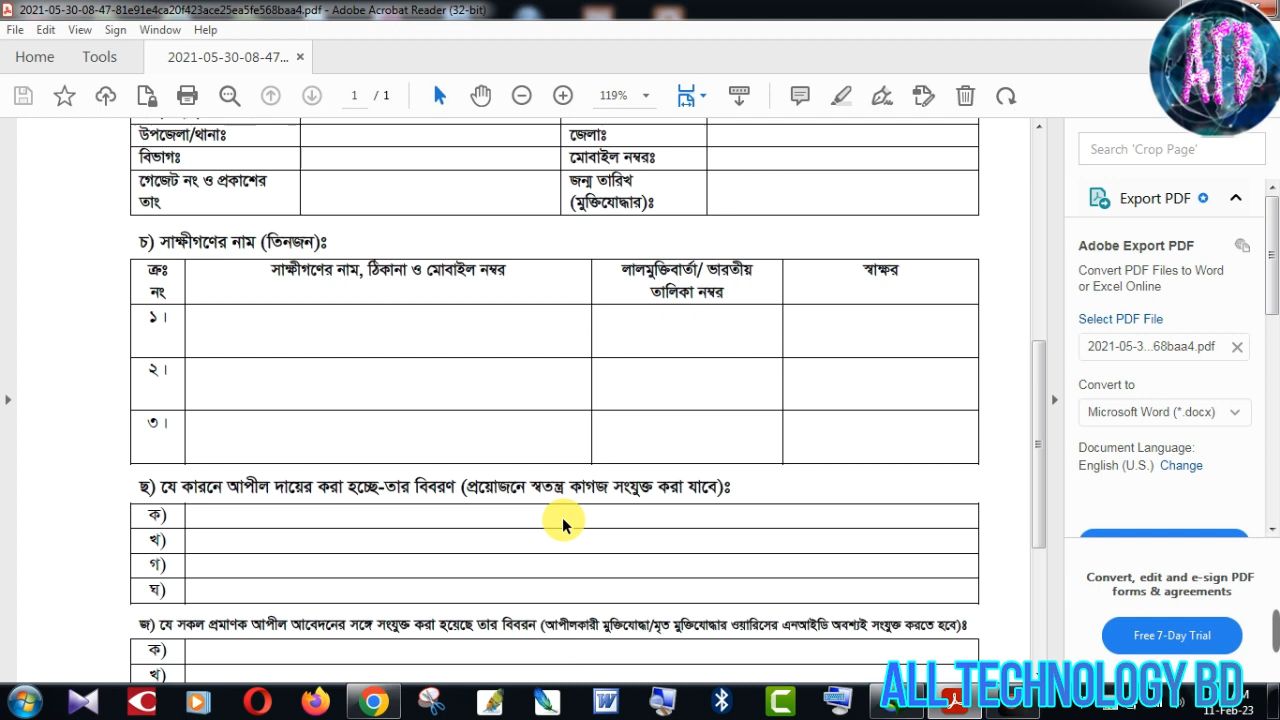 2021-05-30-08-47-81e91e4ca20f423ace25ea5fe568baa4.pdf - Adobe Acrobat Reader (32-bit)
File Edit View Sign Window Help
Home Tools 2021-05-30-08-47... ×
1 / 1 119%
উপজেলা/থানাঃ জেলাঃ
বিভাগঃ মোবাইল নম্বরঃ
গেজেট নং ও প্রকাশের জন্ম তারিখ
তাং (মুক্তিযোদ্ধার)ঃ
চ) সাক্ষীগণের নাম (তিনজন)ঃ
ক্রঃ সাক্ষীগণের নাম, ঠিকানা ও মোবাইল নম্বর লালমুক্তিবার্তা/ ভারতীয় স্বাক্ষর
নং তালিকা নম্বর
১।
২।
৩।
ছ) যে কারনে আপীল দায়ের করা হচ্ছে-তার বিবরণ (প্রয়োজনে স্বতন্ত্র কাগজ সংযুক্ত করা যাবে)ঃ
ক)
খ)
গ)
ঘ)
জ) যে সকল প্রমাণক আপীল আবেদনের সঙ্গে সংযুক্ত করা হয়েছে তার বিবরন (আপীলকারী মুক্তিযোদ্ধা/মৃত মুক্তিযোদ্ধার ওয়ারিসের এনআইডি অবশ্যই সংযুক্ত করতে হবে)ঃ
ক)
খ)
Search 'Crop Page'
Export PDF
Adobe Export PDF
Convert PDF Files to Word
or Excel Online
Select PDF File
2021-05-3...68baa4.pdf
Convert to
Microsoft Word (*.docx)
Document Language:
English (U.S.) Change
Convert, edit and e-sign PDF
forms & agreements
Free 7-Day Trial
ALL TECHNOLOGY BD
11-Feb-23